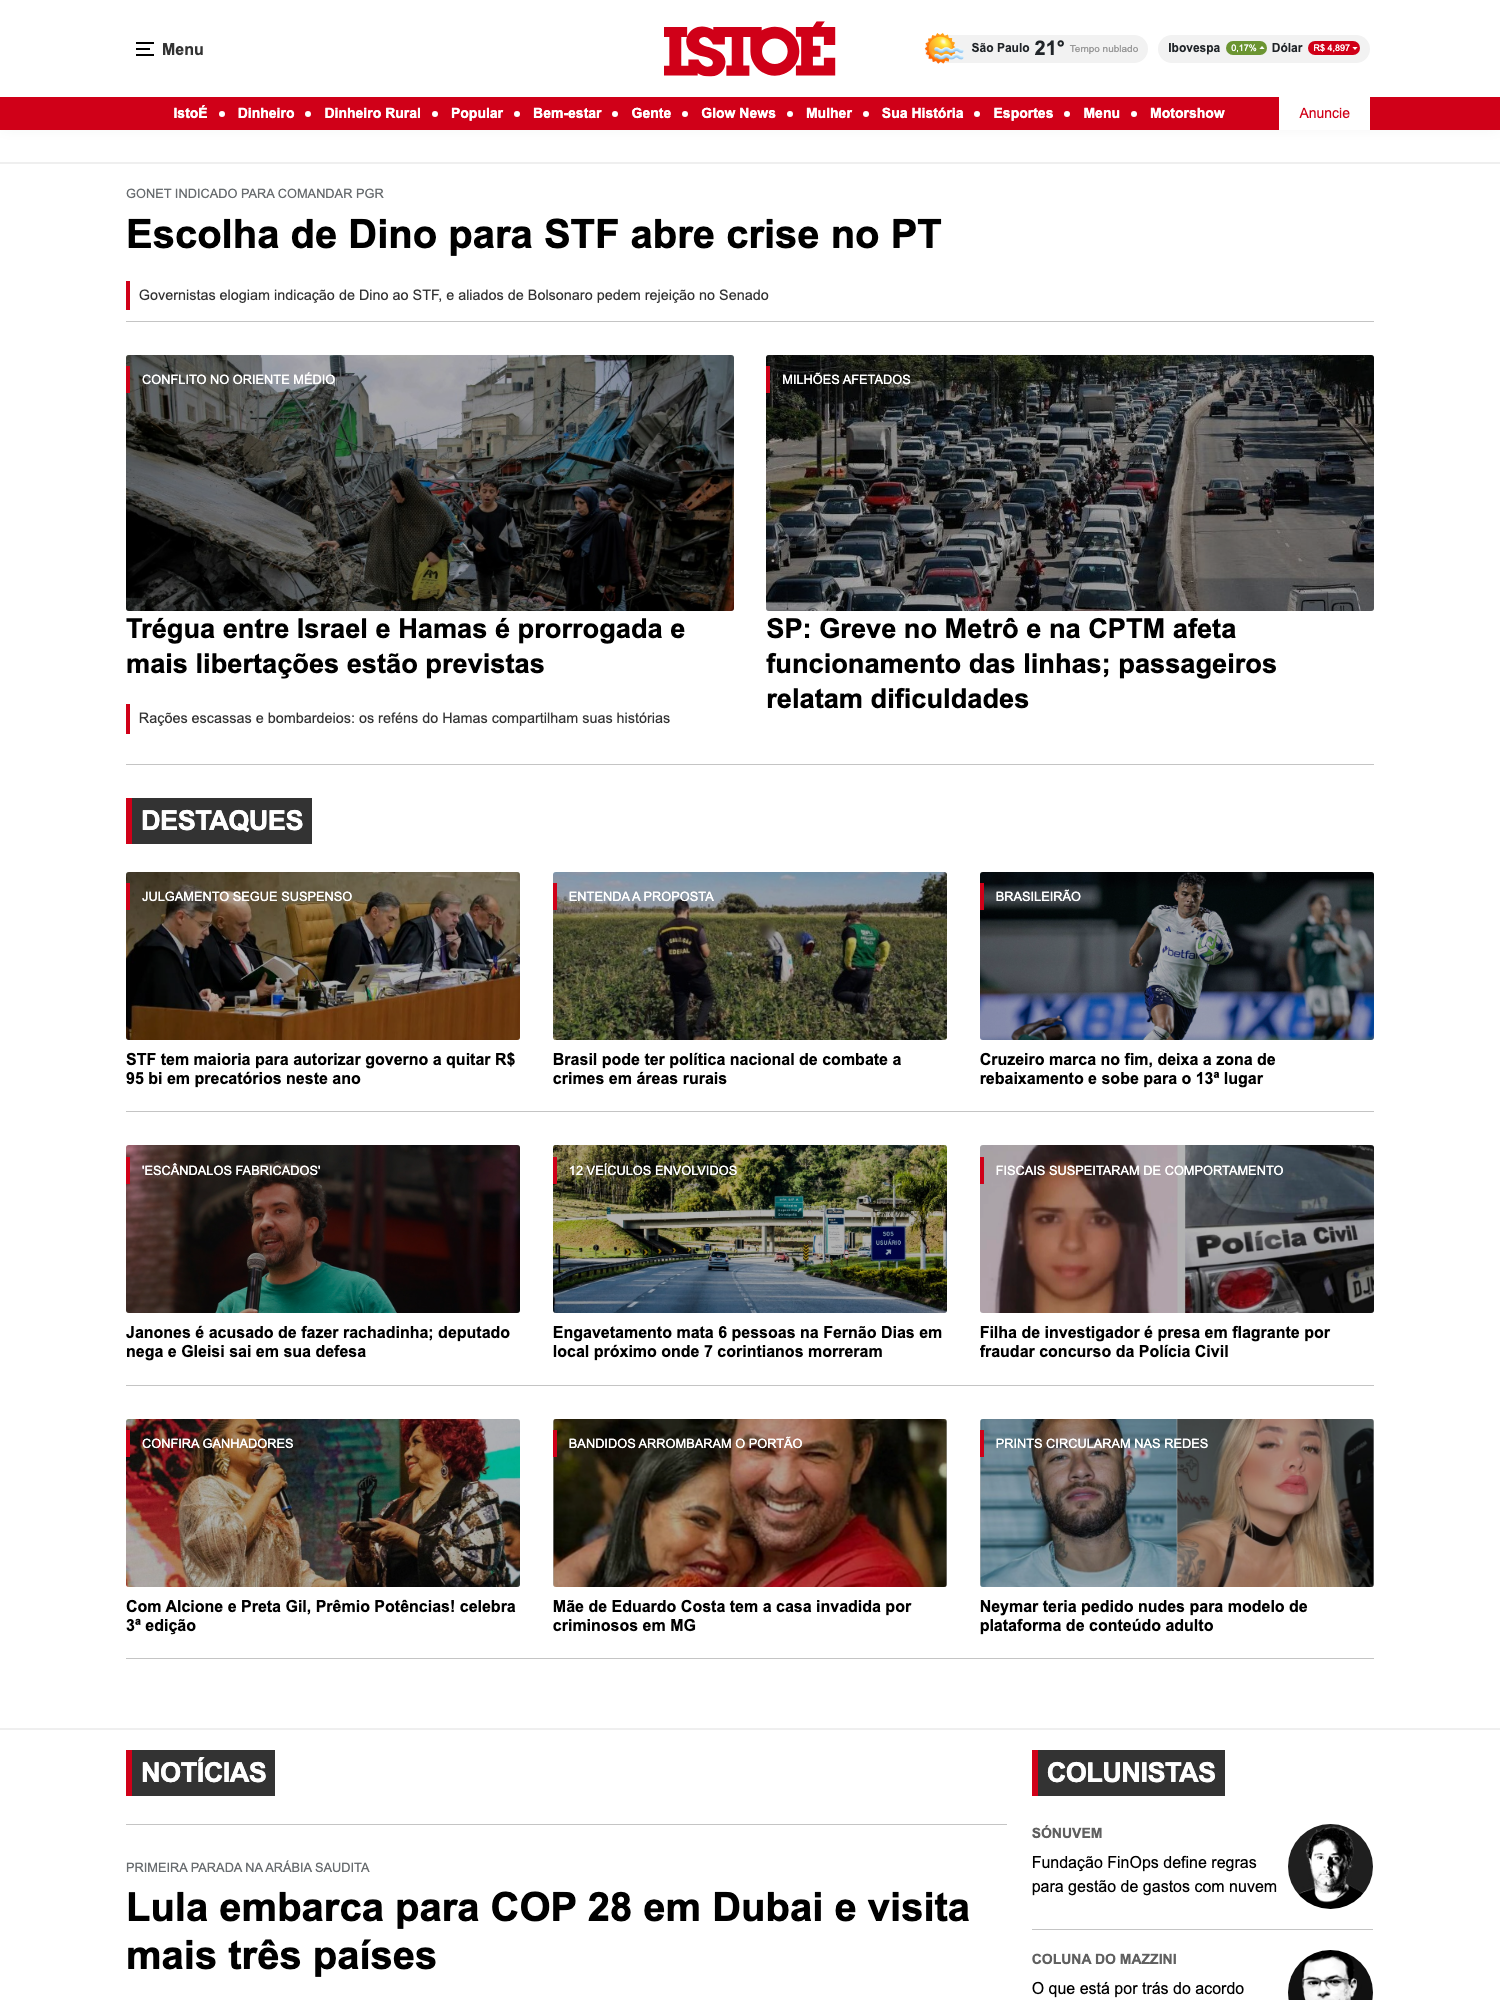 Menu
ISTOÉ
São Paulo 21° Tempo nublado
Ibovespa 0,17% Dólar R$ 4,897
IstoÉ • Dinheiro • Dinheiro Rural • Popular • Bem-estar • Gente • Glow News • Mulher • Sua História • Esportes • Menu • Motorshow
Anuncie
GONET INDICADO PARA COMANDAR PGR
Escolha de Dino para STF abre crise no PT
Governistas elogiam indicação de Dino ao STF, e aliados de Bolsonaro pedem rejeição no Senado
CONFLITO NO ORIENTE MÉDIO
Trégua entre Israel e Hamas é prorrogada e
mais libertações estão previstas
Rações escassas e bombardeios: os reféns do Hamas compartilham suas histórias
MILHÕES AFETADOS
SP: Greve no Metrô e na CPTM afeta
funcionamento das linhas; passageiros
relatam dificuldades
DESTAQUES
JULGAMENTO SEGUE SUSPENSO
STF tem maioria para autorizar governo a quitar R$
95 bi em precatórios neste ano
ENTENDA A PROPOSTA
FEDERAL
Brasil pode ter política nacional de combate a
crimes em áreas rurais
BRASILEIRÃO
betfa
1XBE
1XBE
Cruzeiro marca no fim, deixa a zona de
rebaixamento e sobe para o 13ª lugar
'ESCÂNDALOS FABRICADOS'
Janones é acusado de fazer rachadinha; deputado
nega e Gleisi sai em sua defesa
12 VEÍCULOS ENVOLVIDOS
SOS
USUÁRIO
Engavetamento mata 6 pessoas na Fernão Dias em
local próximo onde 7 corintianos morreram
FISCAIS SUSPEITARAM DE COMPORTAMENTO
Polícia Civil
Filha de investigador é presa em flagrante por
fraudar concurso da Polícia Civil
CONFIRA GANHADORES
Com Alcione e Preta Gil, Prêmio Potências! celebra
3ª edição
BANDIDOS ARROMBARAM O PORTÃO
Mãe de Eduardo Costa tem a casa invadida por
criminosos em MG
PRINTS CIRCULARAM NAS REDES
Neymar teria pedido nudes para modelo de
plataforma de conteúdo adulto
NOTÍCIAS
PRIMEIRA PARADA NA ARÁBIA SAUDITA
Lula embarca para COP 28 em Dubai e visita
mais três países
COLUNISTAS
SÓNUVEM
Fundação FinOps define regras
para gestão de gastos com nuvem
COLUNA DO MAZZINI
O que está por trás do acordo